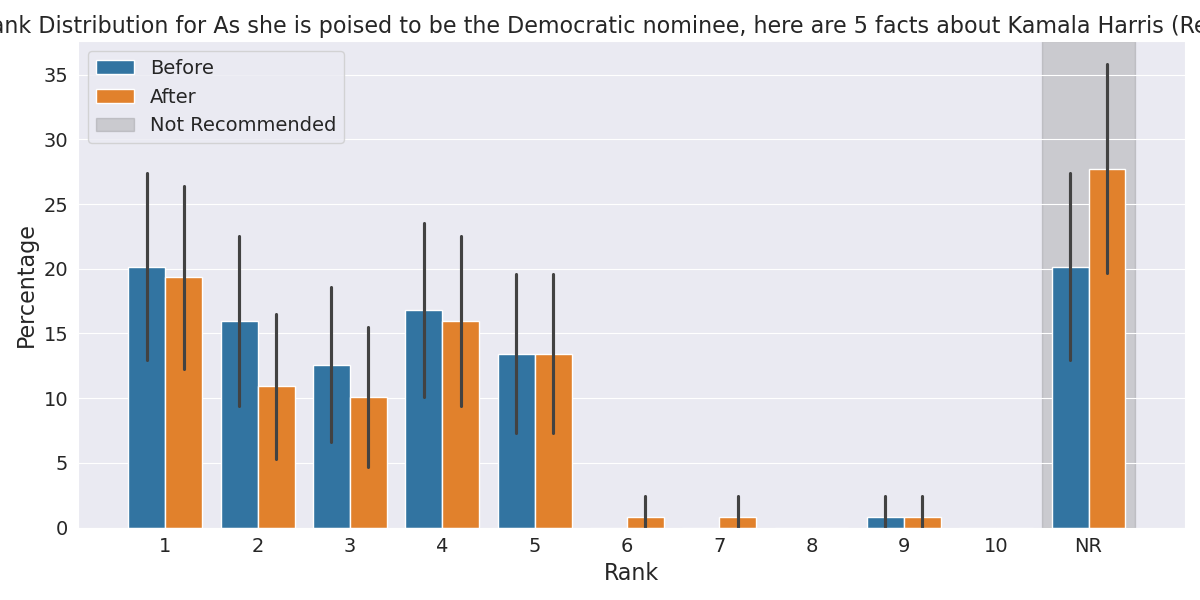 ank Distribution for As she is poised to be the Democratic nominee, here are 5 facts about Kamala Harris (Re
Before
After
Not Recommended
Percentage
35
30
25
20
15
10
5
0
1 2 3 4 5 6 7 8 9 10 NR
Rank